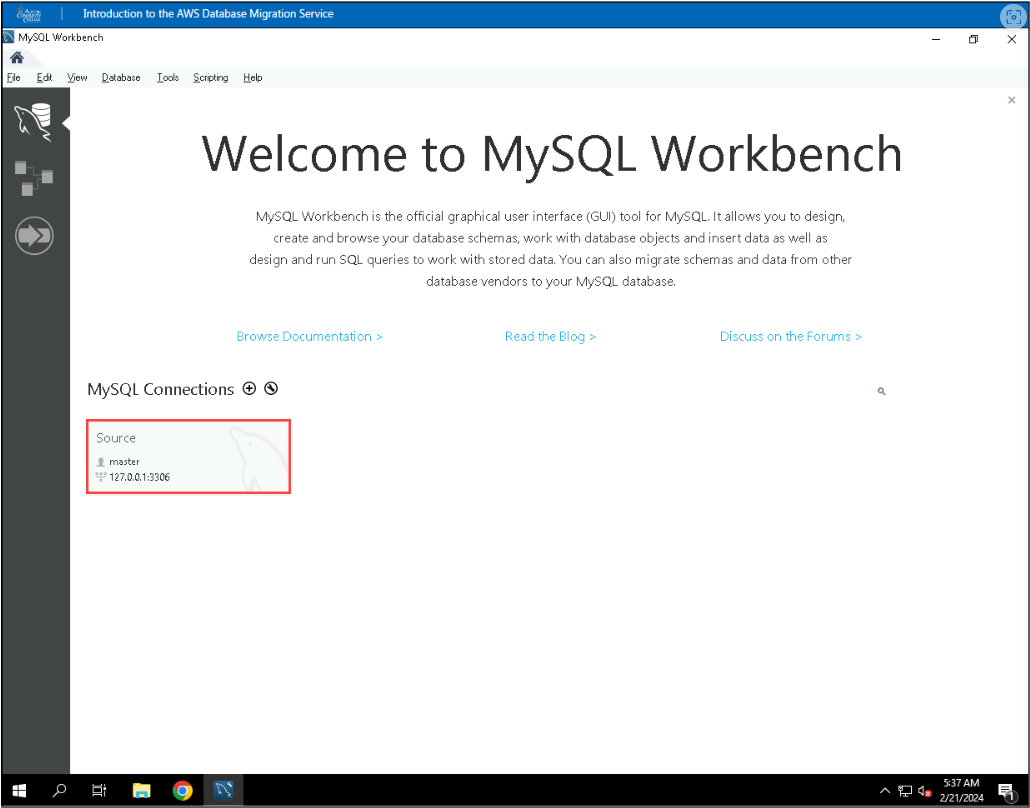 AUSTIN
COMMUNITY
COLLEGE
Introduction to the AWS Database Migration Service
MySQL Workbench
File Edit View Database Tools Scripting Help
Welcome to MySQL Workbench
MySQL Workbench is the official graphical user interface (GUI) tool for MySQL. It allows you to design,
create and browse your database schemas, work with database objects and insert data as well as
design and run SQL queries to work with stored data. You can also migrate schemas and data from other
database vendors to your MySQL database.
Browse Documentation > Read the Blog > Discuss on the Forums >
MySQL Connections
Source
master
127.0.0.1:3306
5:37 AM
2/21/2024
1